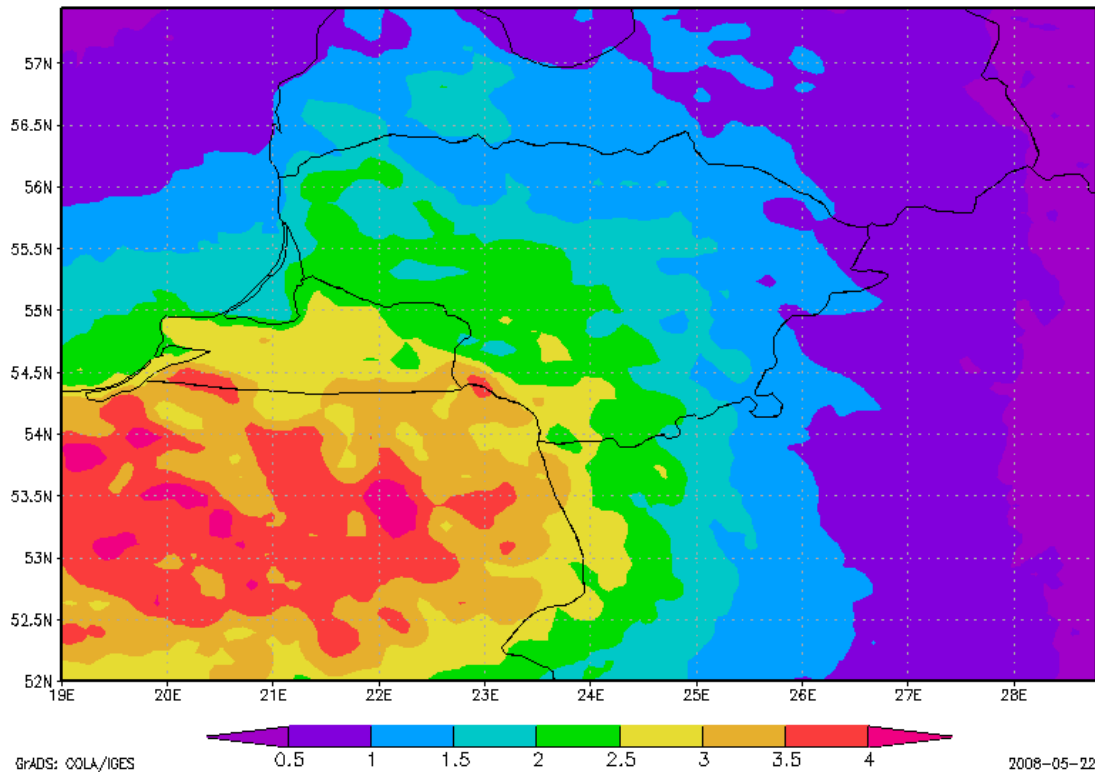 57N
56.5N
56N
55.5N
55N
54.5N
54N
53.5N
53N
52.5N
52N
19E 20E 21E 22E 23E 24E 25E 26E 27E 28E
0.5 1 1.5 2 2.5 3 3.5 4
GrADS: COLA/IGES 2008-05-22